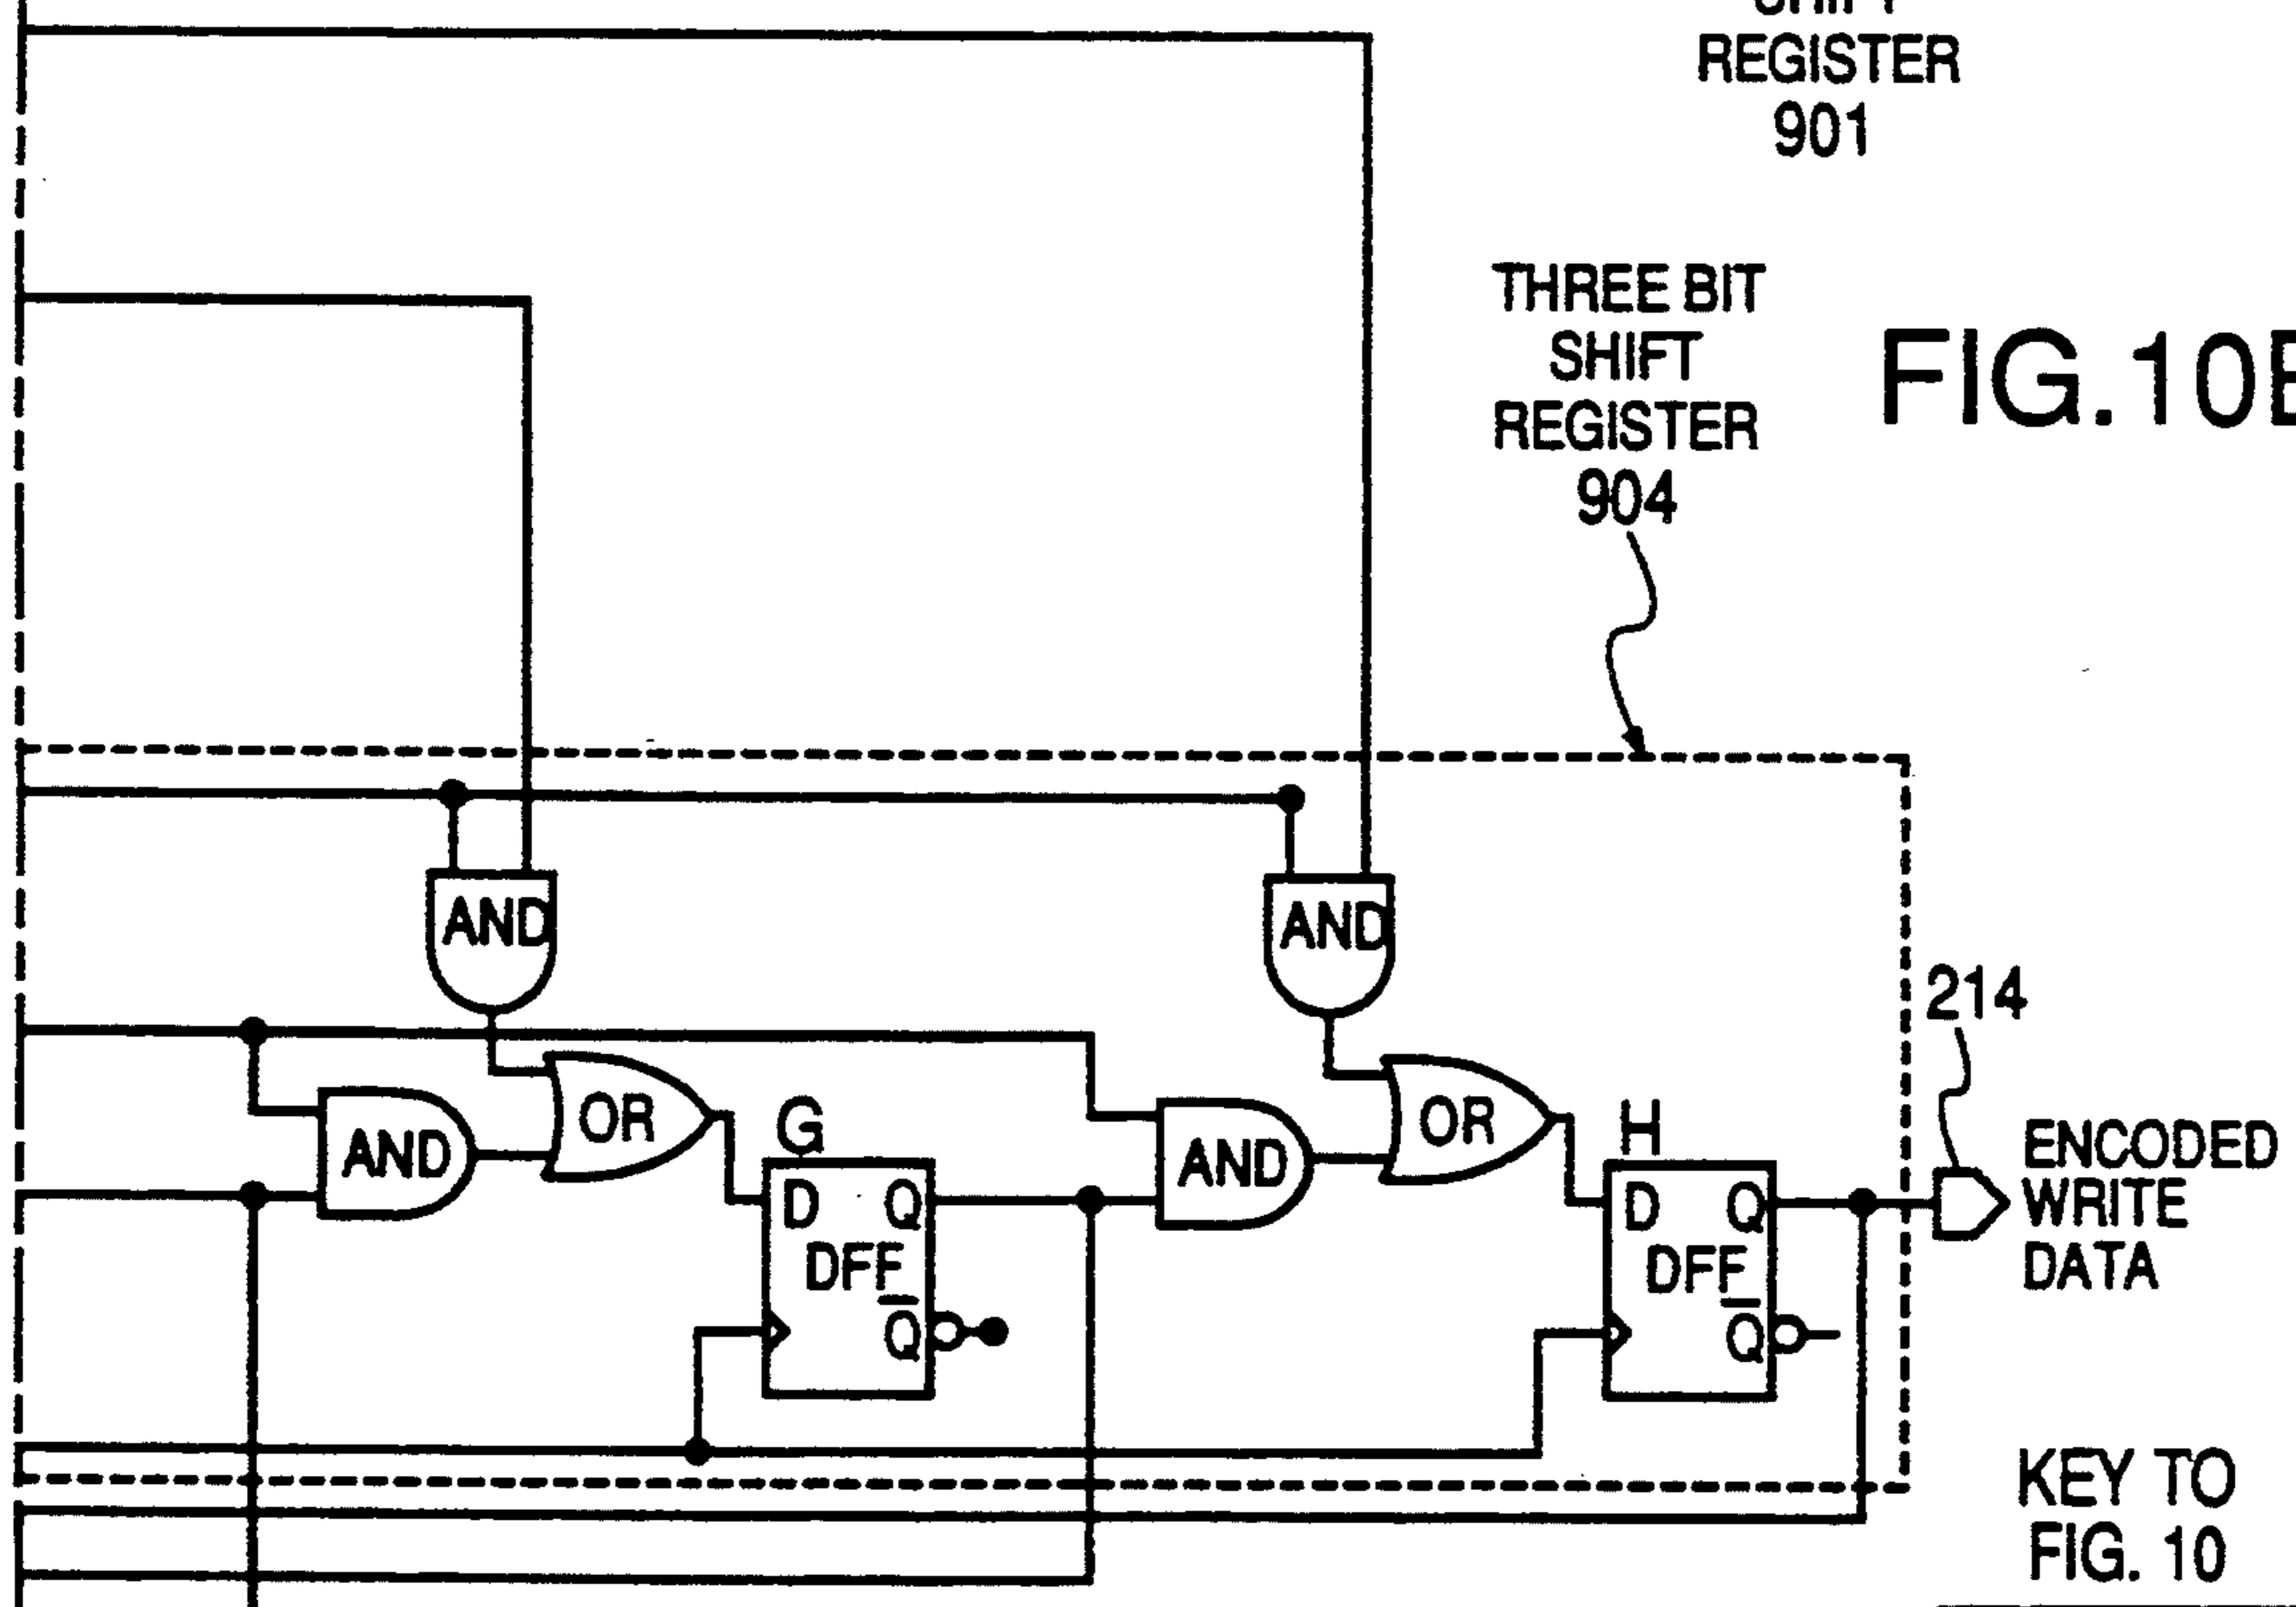 REGISTER
901
THREE BIT
SHIFT
REGISTER
904
FIG. 10B
AND
AND
214
OR
OR
AND
AND
G
H
D Q
DFF
Q̅
D Q
DFF
Q̅
ENCODED
WRITE
DATA
KEY TO
FIG. 10